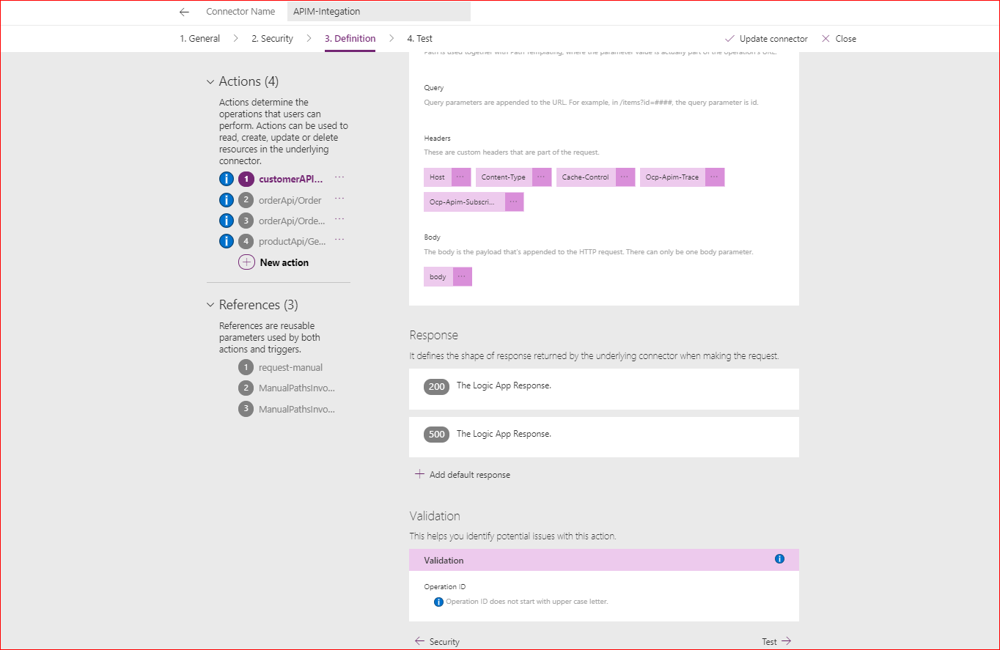 Connector Name APIM-Integation
1. General 2. Security 3. Definition 4. Test Update connector Close
Path is used together with Path Templating, where the parameter value is actually part of the operation's URL.
Actions (4)
Actions determine the
operations that users can
perform. Actions can be used to
read, create, update or delete
resources in the underlying
connector.
1 customerAPI... ...
2 orderApi/Order ...
3 orderApi/Orde... ...
4 productApi/Ge... ...
New action
References (3)
References are reusable
parameters used by both
actions and triggers.
1 request-manual
2 ManualPathsInvo...
3 ManualPathsInvo...
Query
Query parameters are appended to the URL. For example, in /items?id=####, the query parameter is id.
Headers
These are custom headers that are part of the request.
Host ... Content-Type ... Cache-Control ... Ocp-Apim-Trace ...
Ocp-Apim-Subscri... ...
Body
The body is the payload that's appended to the HTTP request. There can only be one body parameter.
body ...
Response
It defines the shape of response returned by the underlying connector when making the request.
200 The Logic App Response.
500 The Logic App Response.
Add default response
Validation
This helps you identify potential issues with this action.
Validation
Operation ID
Operation ID does not start with upper case letter.
Security Test